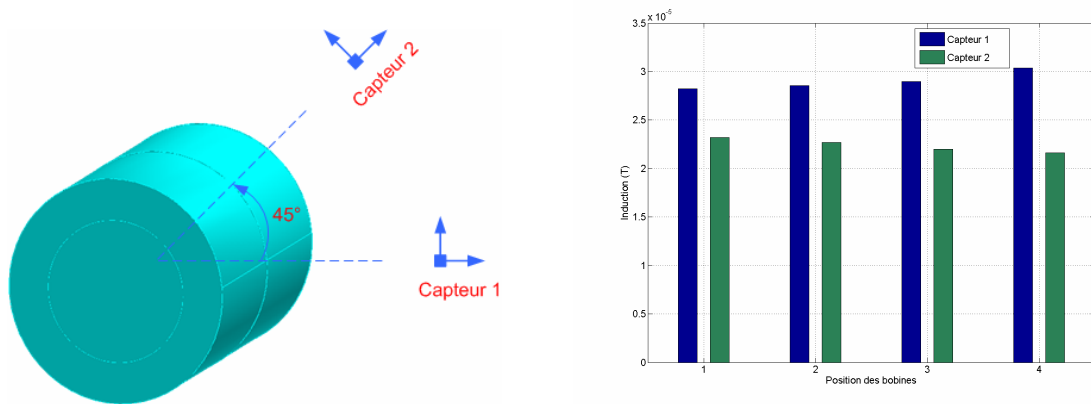 Capteur 2
45°
Capteur 1
x 10⁻⁵
3.5
3
2.5
2
1.5
1
0.5
0
Induction (T)
Capteur 1
Capteur 2
1 2 3 4
Position des bobines